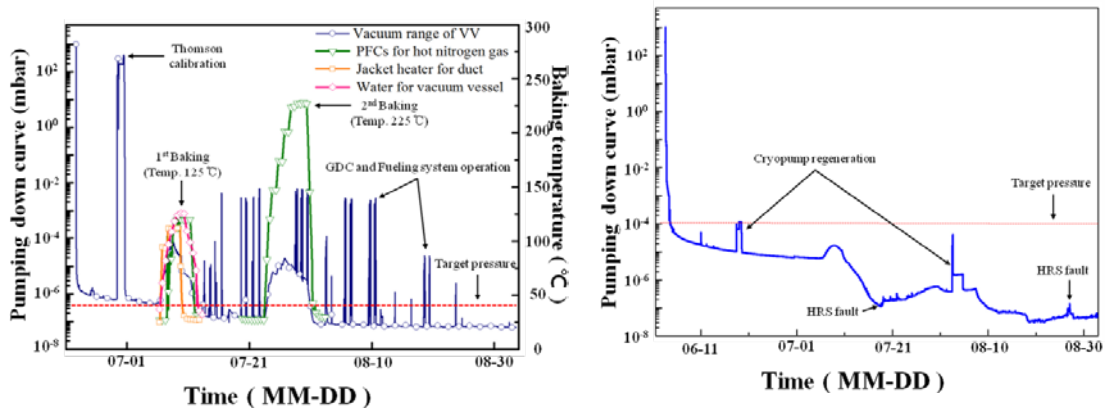 Pumping down curve (mbar)
10²
10⁰
10⁻²
10⁻⁴
10⁻⁶
10⁻⁸
Thomson
calibration
Vacuum range of VV
PFCs for hot nitrogen gas
Jacket heater for duct
Water for vacuum vessel
2nd Baking
(Temp. 225℃)
1st Baking
(Temp. 125℃)
GDC and Fueling system operation
Target pressure
300
250
200
150
100
50
0
Baking temperature (℃)
07-01
07-21
08-10
08-30
Time ( MM-DD )
Pumping down curve (mbar)
10²
10⁰
10⁻²
10⁻⁴
10⁻⁶
10⁻⁸
Cryopump regeneration
Target pressure
HRS fault
HRS fault
06-11
07-01
07-21
08-10
08-30
Time ( MM-DD )